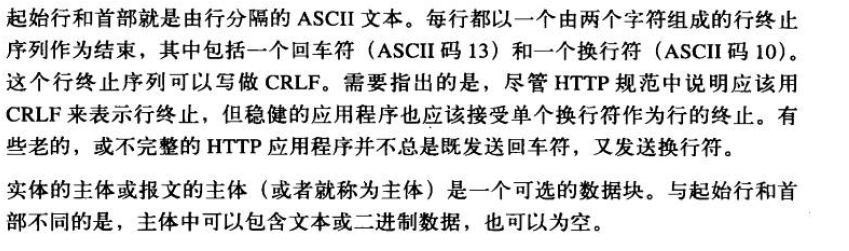 起始行和首部就是由行分隔的 ASCII 文本。每行都以一个由两个字符组成的行终止
序列作为结束，其中包括一个回车符（ASCII 码 13）和一个换行符（ASCII 码 10）。
这个行终止序列可以写做 CRLF。需要指出的是，尽管 HTTP 规范中说明应该用
CRLF 来表示行终止，但稳健的应用程序也应该接受单个换行符作为行的终止。有
些老的，或不完整的 HTTP 应用程序并不总是既发送回车符，又发送换行符。
实体的主体或报文的主体（或者就称为主体）是一个可选的数据块。与起始行和首
部不同的是，主体中可以包含文本或二进制数据，也可以为空。